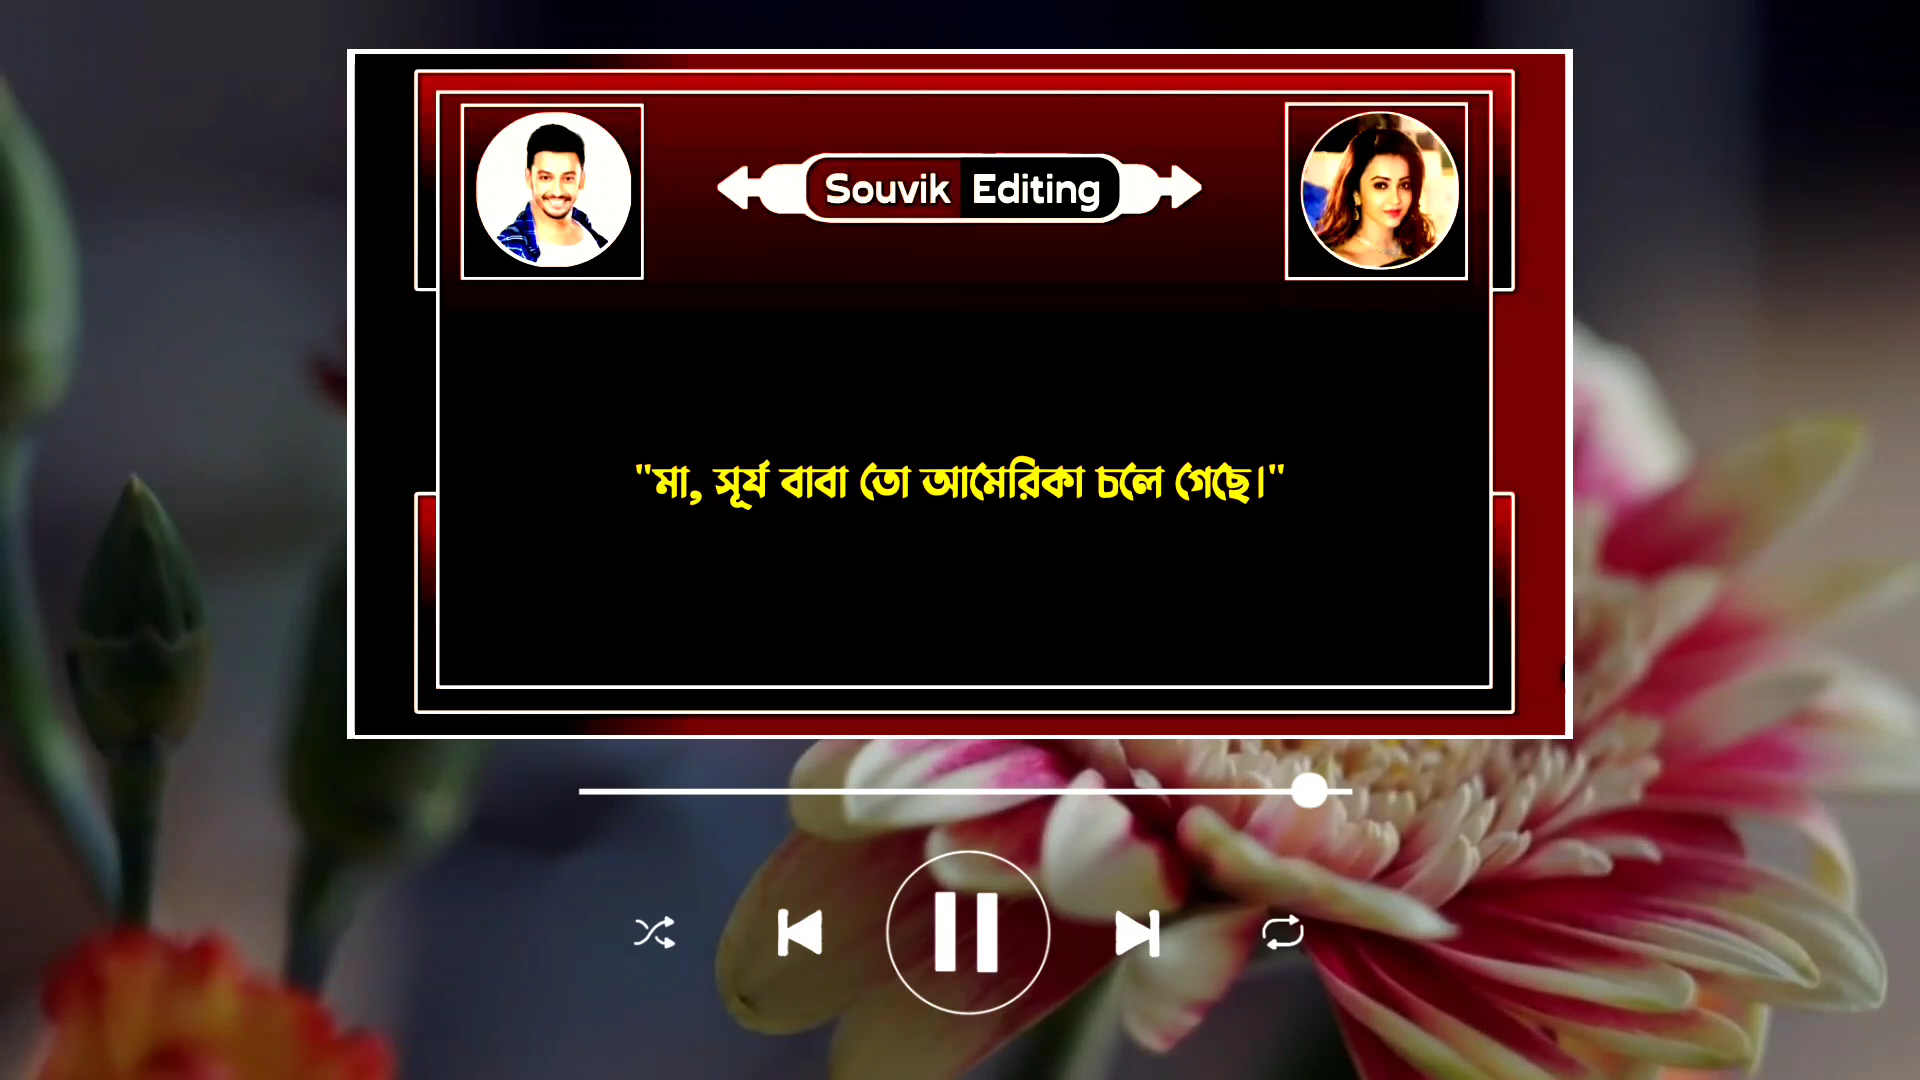 Souvik Editing
"মা, সূর্য বাবা তো আমেরিকা চলে গেছে।"